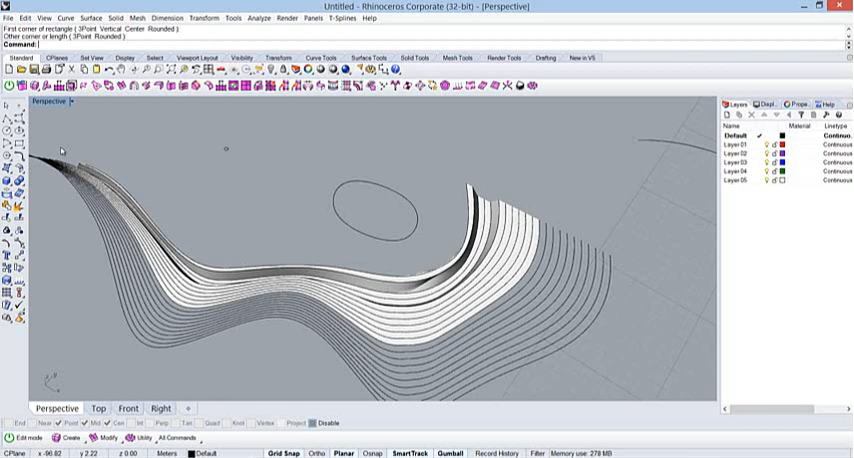 Untitled - Rhinoceros Corporate (32-bit) - [Perspective]
File Edit View Curve Surface Solid Mesh Dimension Transform Tools Analyze Render Panels T-Splines Help
First corner of rectangle ( 3Point Vertical Center Rounded )
Other corner or length ( 3Point Rounded )
Command:
Standard CPlanes Set View Display Select Viewport Layout Visibility Transform Curve Tools Surface Tools Solid Tools Mesh Tools Render Tools Drafting New in V5
Perspective
Layers Displ... Prope... Help
Name Material Linetype
Default Continuo...
Layer 01 Continuous
Layer 02 Continuous
Layer 03 Continuous
Layer 04 Continuous
Layer 05 Continuous
Perspective Top Front Right
End Near Point Mid Cen Int Perp Tan Quad Knot Vertex Project Disable
Edit mode Create Modify Utility All Commands
CPlane x -96.82 y 2.22 z 0.00 Meters Default Grid Snap Ortho Planar Osnap SmartTrack Gumball Record History Filter Memory use: 278 MB